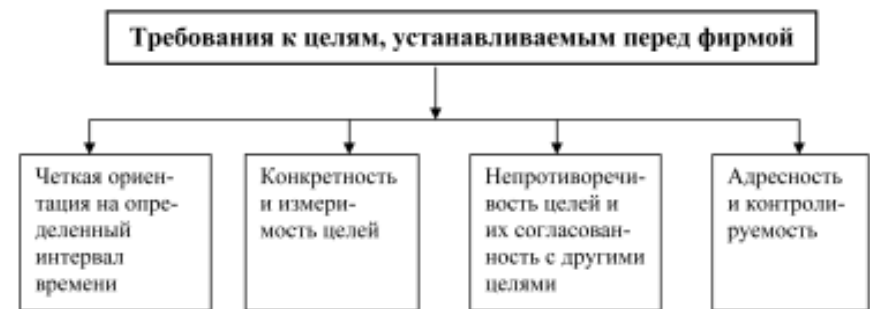 Требования к целям, устанавливаемым перед фирмой
Четкая ориен-
тация на опре-
деленный
интервал
времени
Конкретность
и измери-
мость целей
Непротиворечи-
вость целей и
их согласован-
ность с другими
целями
Адресность
и контроли-
руемость